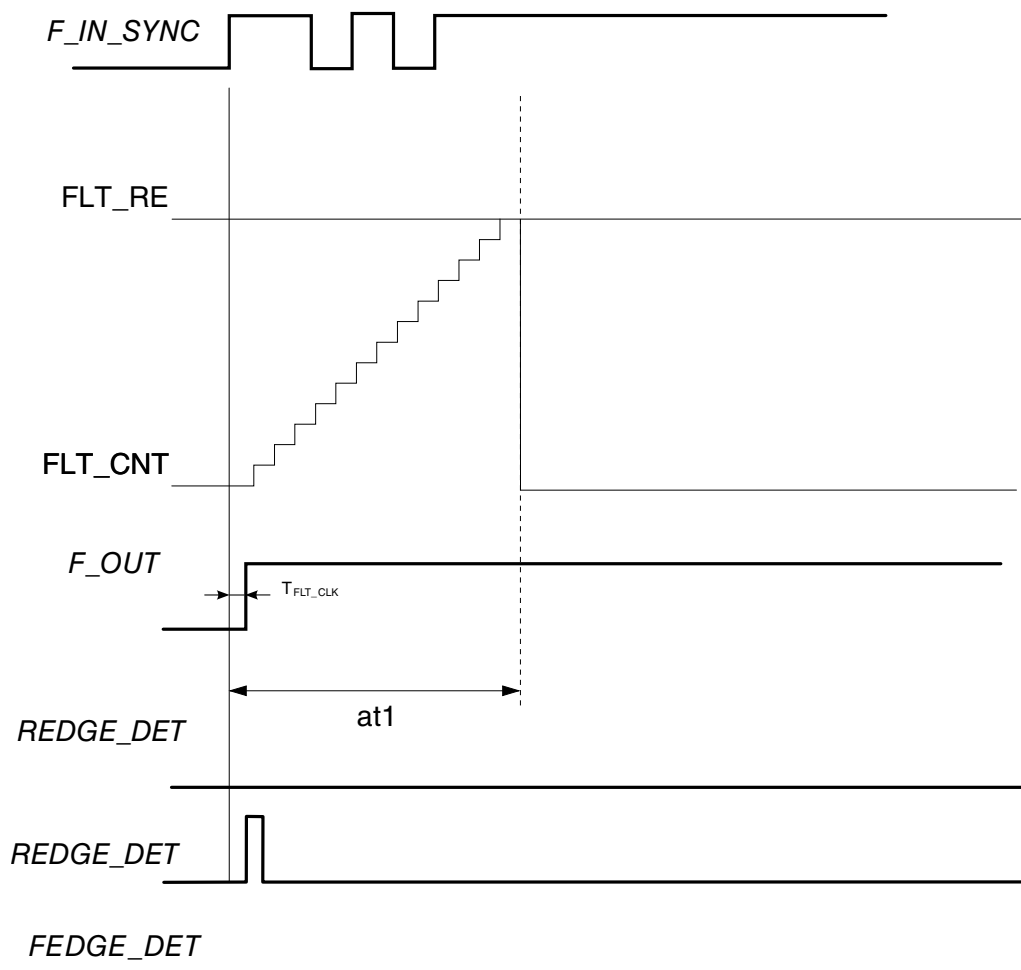 F_IN_SYNC
FLT_RE
FLT_CNT
F_OUT
TFLT_CLK
at1
REDGE_DET
REDGE_DET
FEDGE_DET